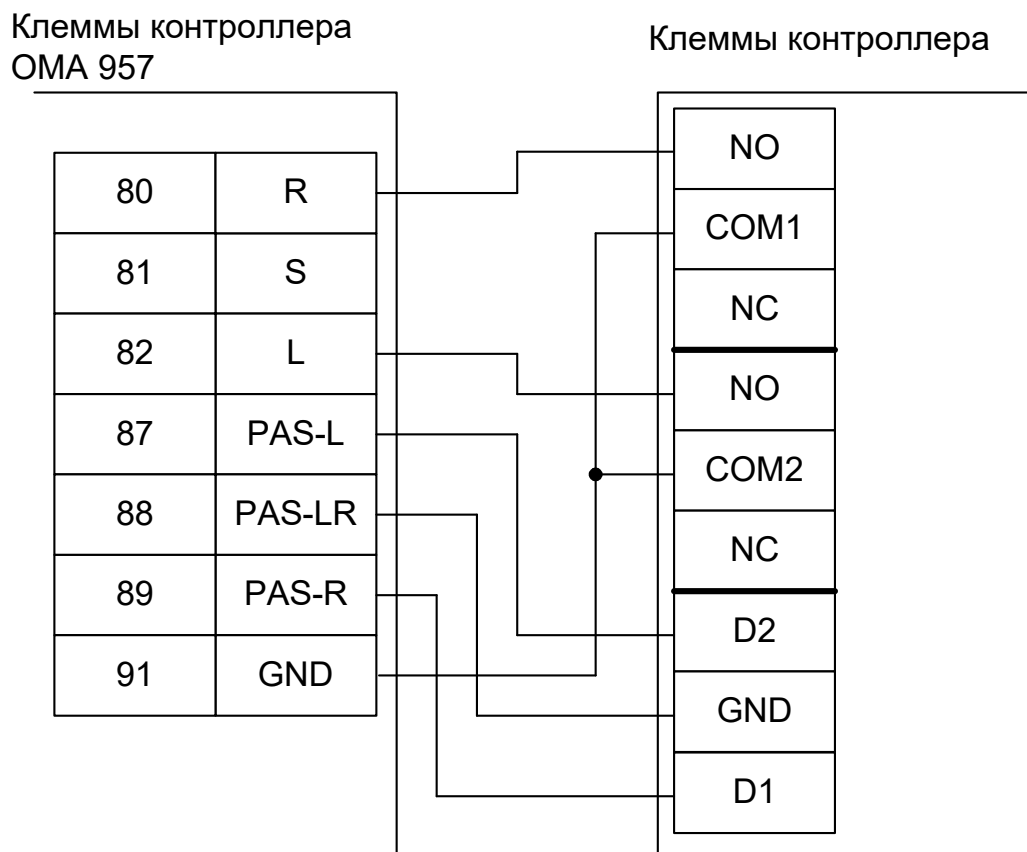 Клеммы контроллера
ОМА 957
Клеммы контроллера
80 R
81 S
82 L
87 PAS-L
88 PAS-LR
89 PAS-R
91 GND
NO
COM1
NC
NO
COM2
NC
D2
GND
D1